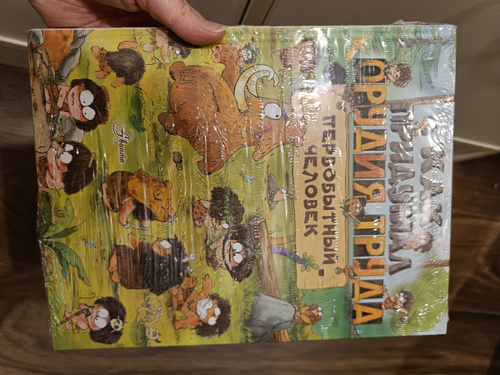 КАК
ПРИДУМАЛ
ОРУДИЯ ТРУДА
ПЕРВОБЫТНЫЙ
ЧЕЛОВЕК